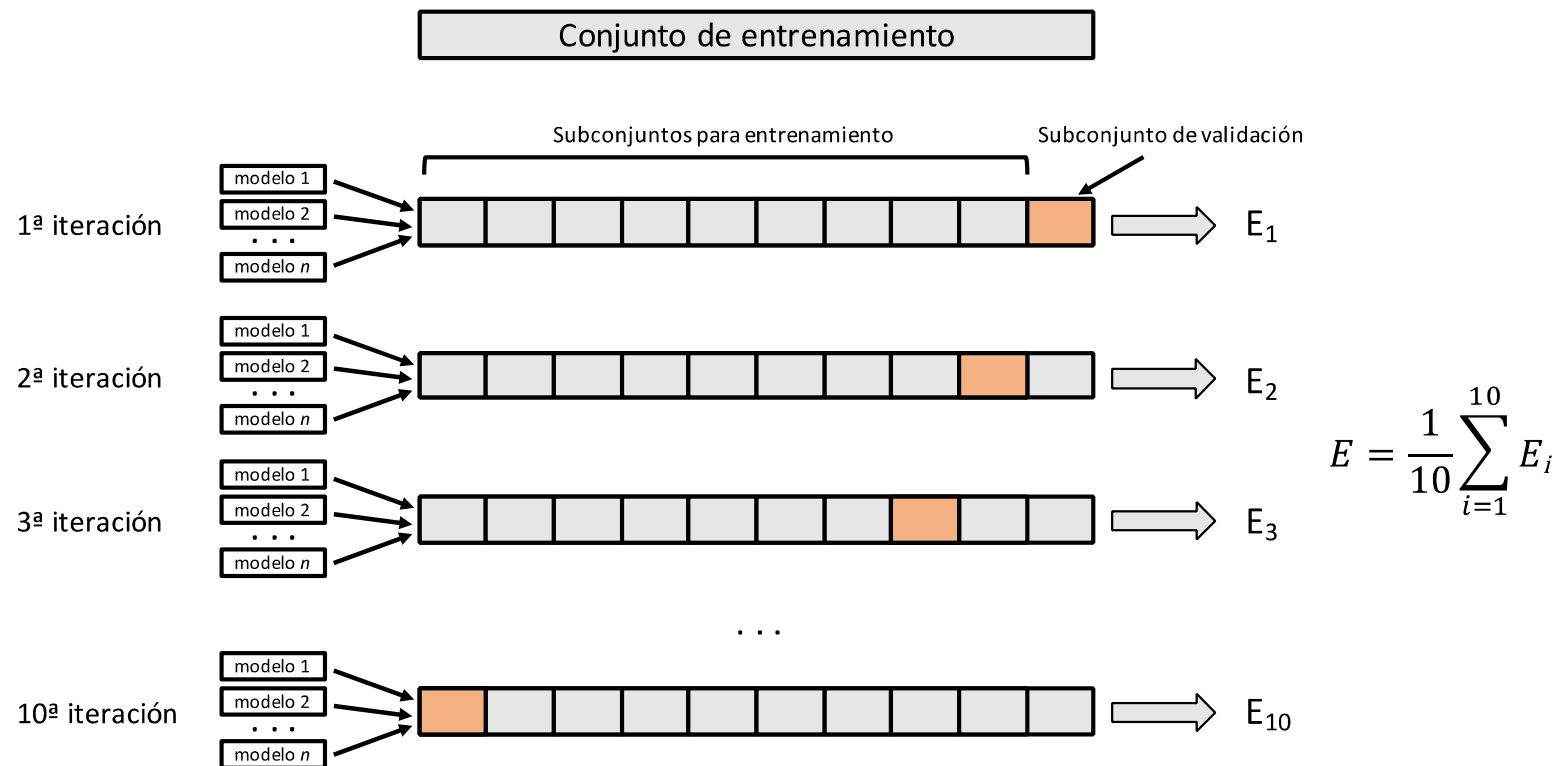 Conjunto de entrenamiento
Subconjuntos para entrenamiento
Subconjunto de validación
1ª iteración
modelo 1
modelo 2
. . .
modelo n
E₁
2ª iteración
modelo 1
modelo 2
. . .
modelo n
E₂
3ª iteración
modelo 1
modelo 2
. . .
modelo n
E₃
E = 1/10 ∑_{i=1}^{10} E_i
. . .
10ª iteración
modelo 1
modelo 2
. . .
modelo n
E₁₀